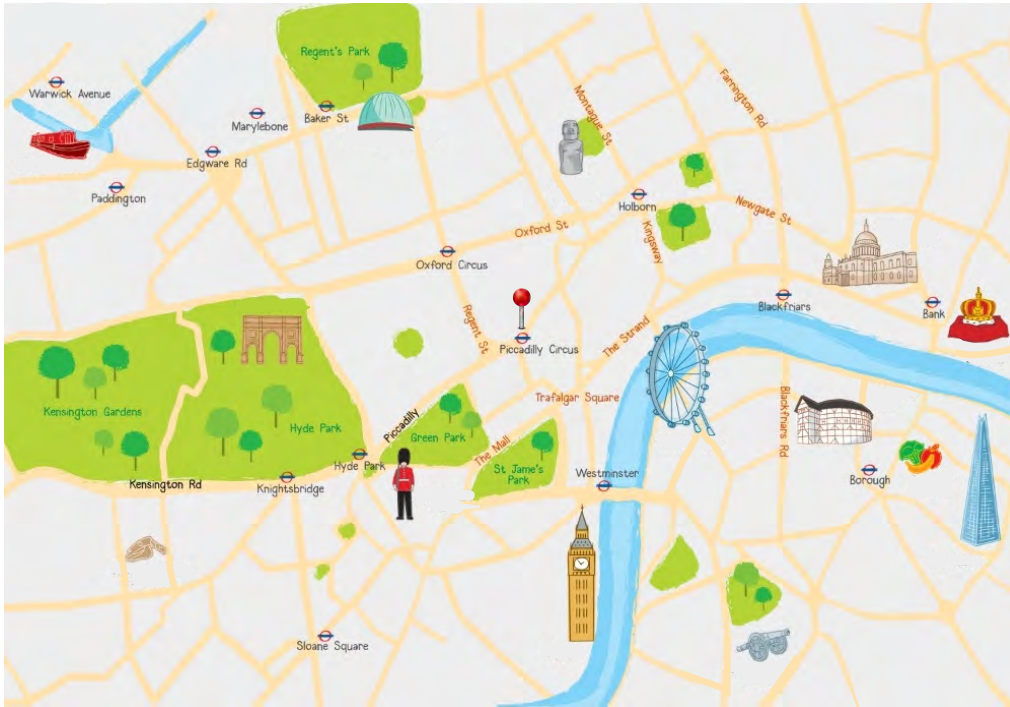 Regent's Park
Warwick Avenue
Marylebone
Baker St
Edgware Rd
Paddington
Montague St
Farrington Rd
Holborn
Newgate St
Kingsway
Oxford St
Oxford Circus
Blackfriars
Bank
Regent St
Piccadilly Circus
The Strand
Trafalgar Square
Kensington Gardens
Hyde Park
Piccadilly
Green Park
The Mall
St Jame's
Park
Hyde Park
Kensington Rd
Knightsbridge
Westminster
Blackfriars Rd
Borough
Sloane Square